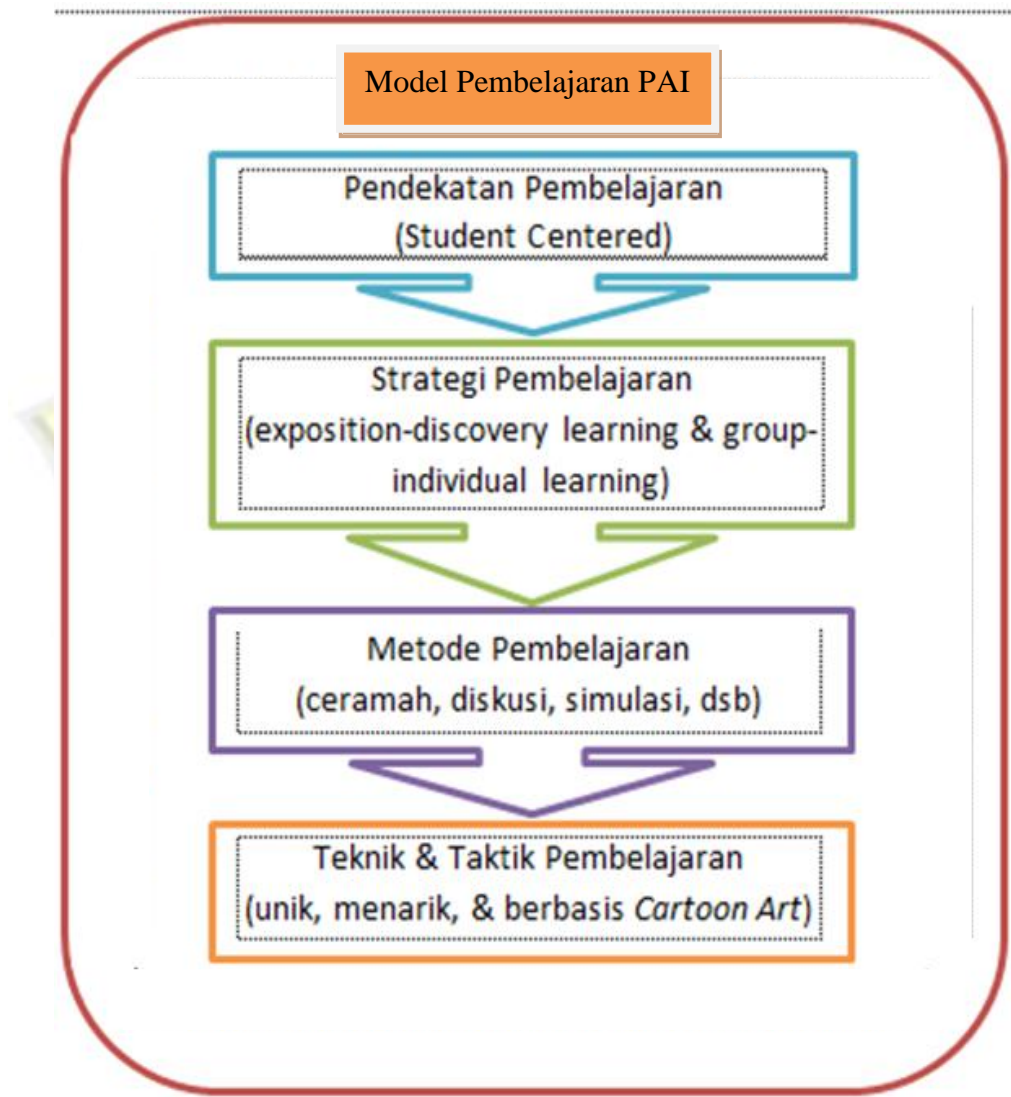 Model Pembelajaran PAI
Pendekatan Pembelajaran
(Student Centered)
Strategi Pembelajaran
(exposition-discovery learning & group-
individual learning)
Metode Pembelajaran
(ceramah, diskusi, simulasi, dsb)
Teknik & Taktik Pembelajaran
(unik, menarik, & berbasis Cartoon Art)